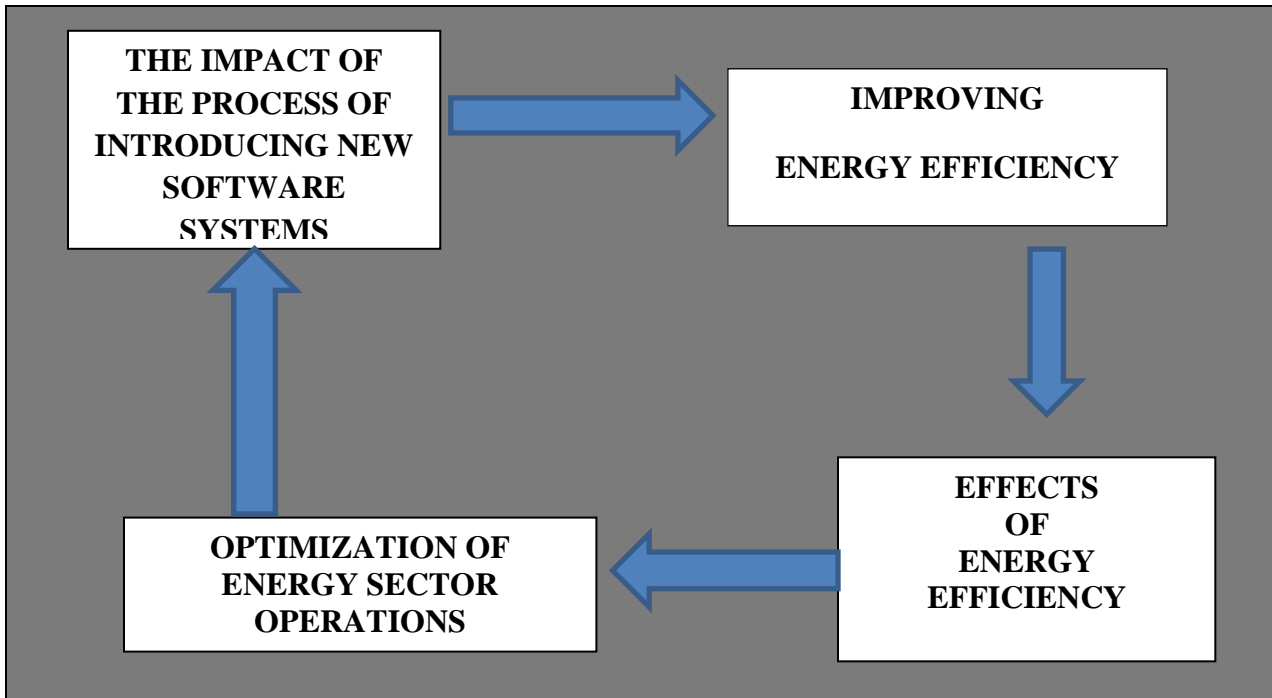 THE IMPACT OF
THE PROCESS OF
INTRODUCING NEW
SOFTWARE
SYSTEMS
IMPROVING
ENERGY EFFICIENCY
EFFECTS
OF
ENERGY
EFFICIENCY
OPTIMIZATION OF
ENERGY SECTOR
OPERATIONS